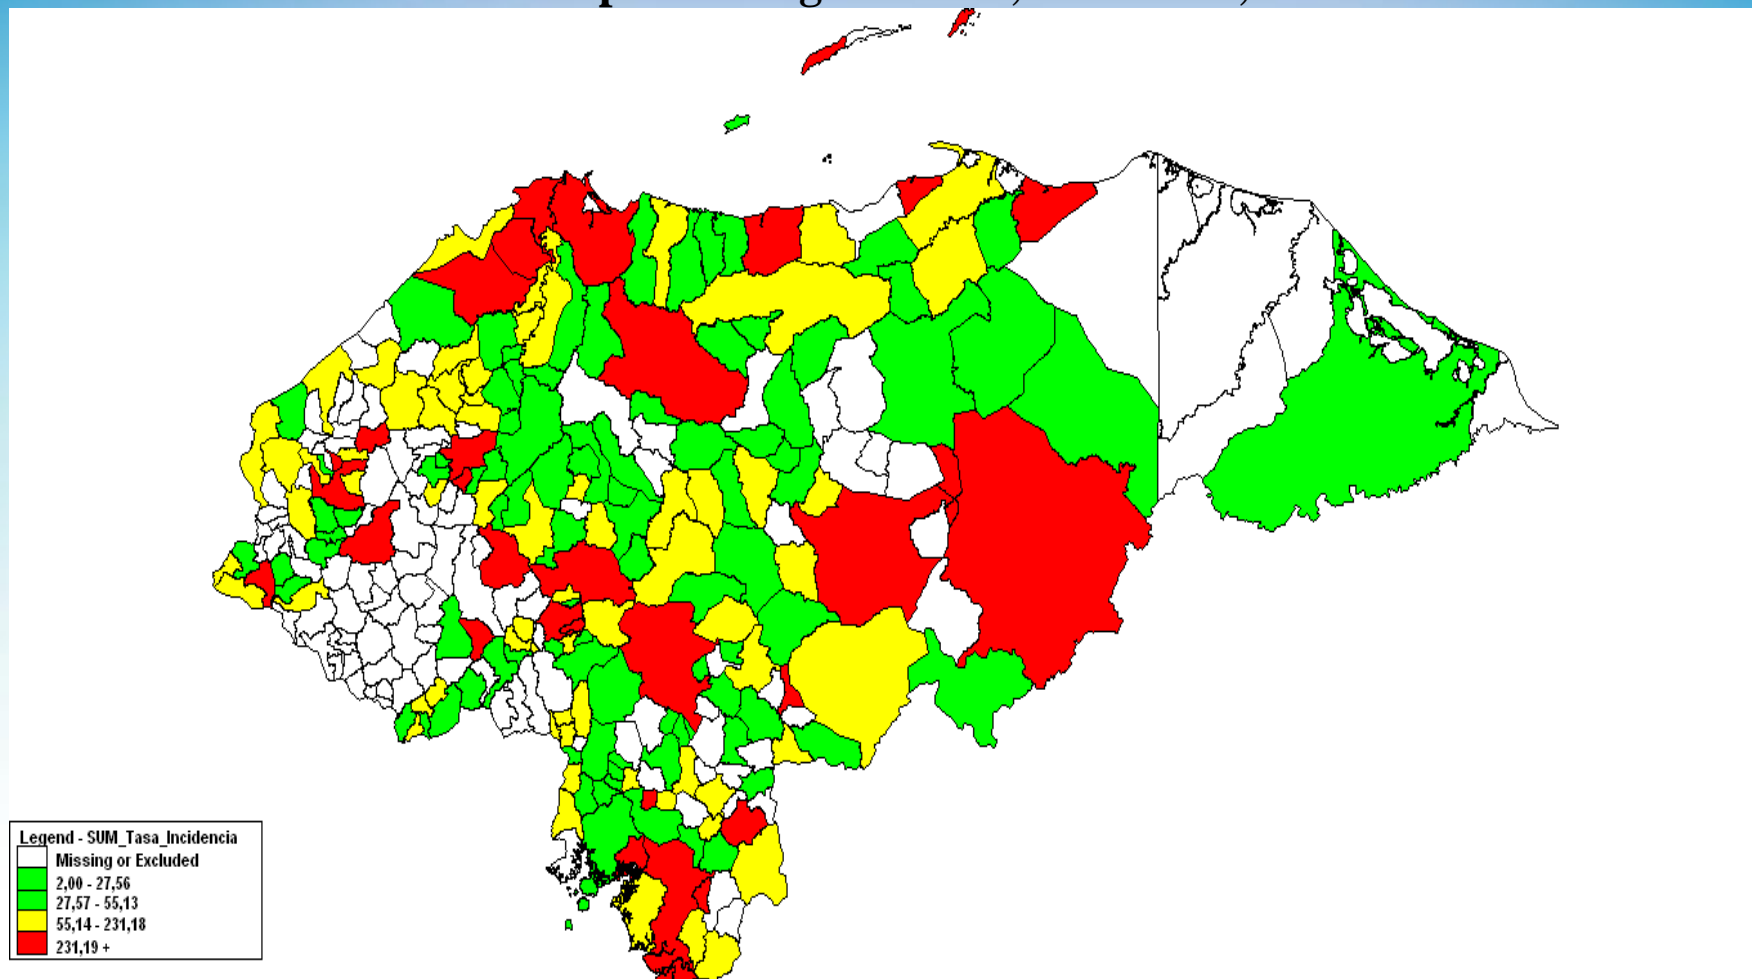 Legend - SUM_Tasa_Incidencia
Missing or Excluded
2,00 - 27,56
27,57 - 55,13
55,14 - 231,18
231,19 +